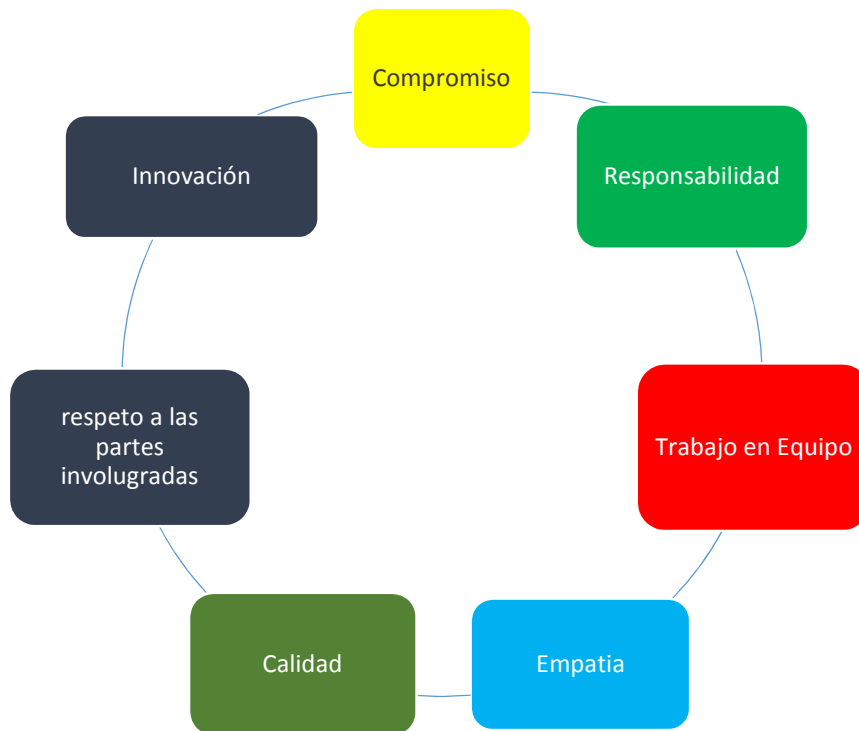 Compromiso
Responsabilidad
Trabajo en Equipo
Empatia
Calidad
respeto a las
partes
involugradas
Innovación